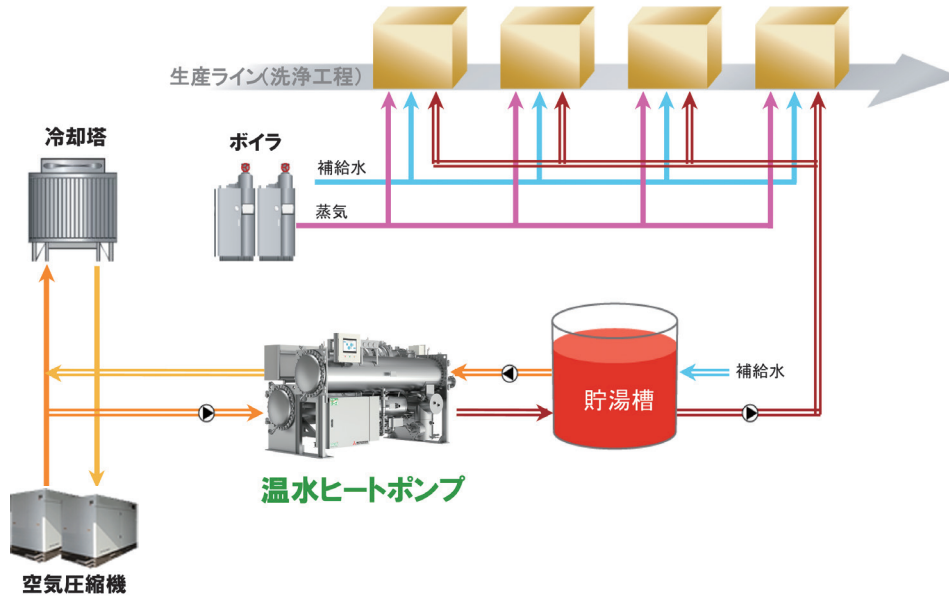 生産ライン(洗浄工程)
冷却塔
ボイラ
補給水
蒸気
補給水
貯湯槽
温水ヒートポンプ
空気圧縮機